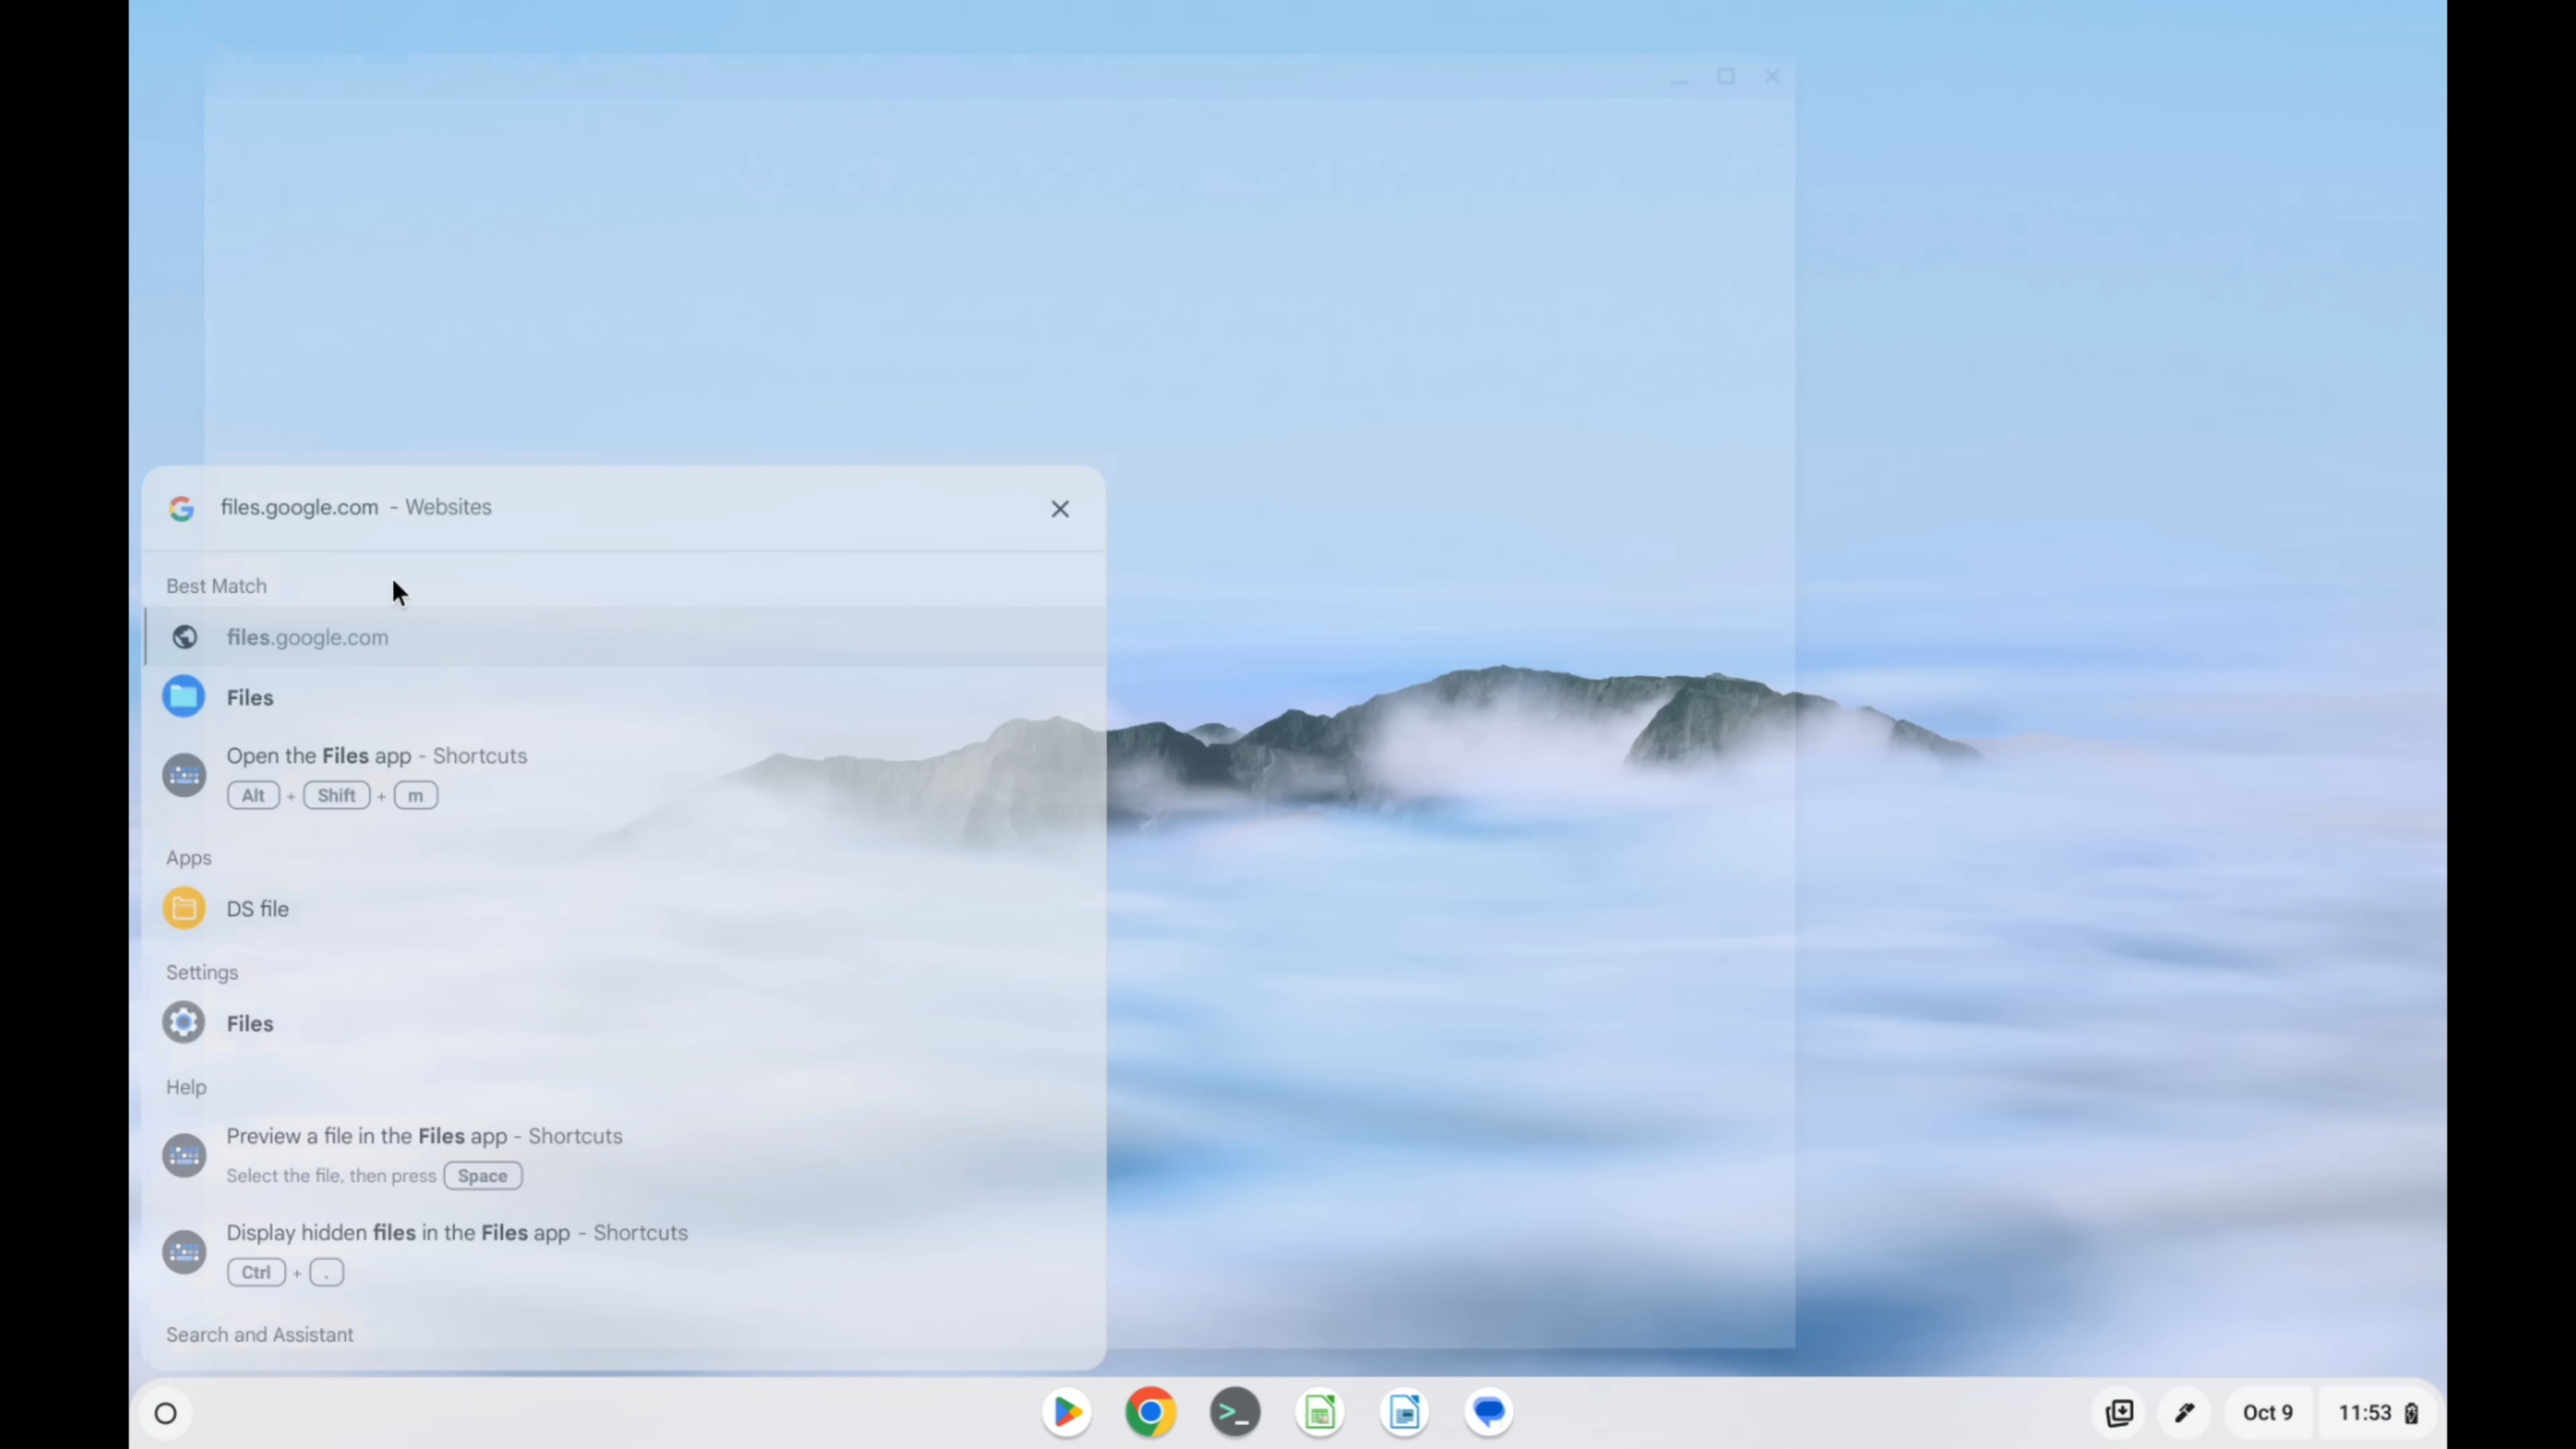 files.google.com - Websites
Best Match
files.google.com
Files
Open the Files app - Shortcuts
Alt + Shift + m
Apps
DS file
Settings
Files
Help
Preview a file in the Files app - Shortcuts
Select the file, then press Space
Display hidden files in the Files app - Shortcuts
Ctrl + .
Search and Assistant
Oct 9 11:53